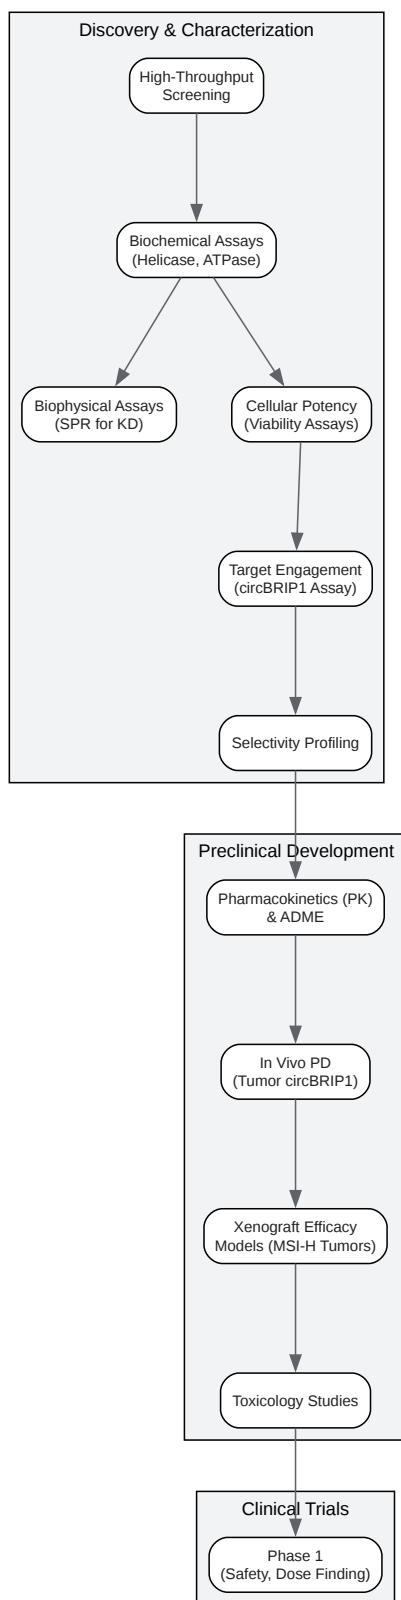 Discovery & Characterization
High-Throughput
Screening
Biochemical Assays
(Helicase, ATPase)
Biophysical Assays
(SPR for KD)
Cellular Potency
(Viability Assays)
Target Engagement
(circBRIP1 Assay)
Selectivity Profiling
Preclinical Development
Pharmacokinetics (PK)
& ADME
In Vivo PD
(Tumor circBRIP1)
Xenograft Efficacy
Models (MSI-H Tumors)
Toxicology Studies
Clinical Trials
Phase 1
(Safety, Dose Finding)